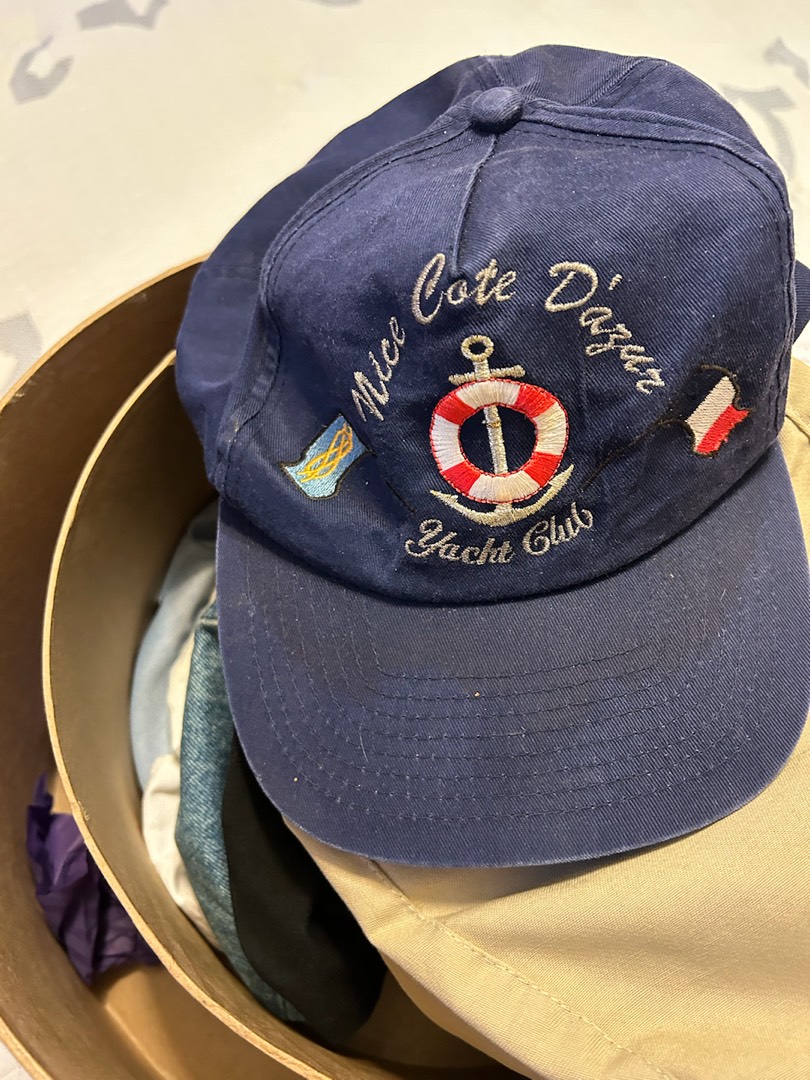 Nice Cote D'azur
Yacht Club